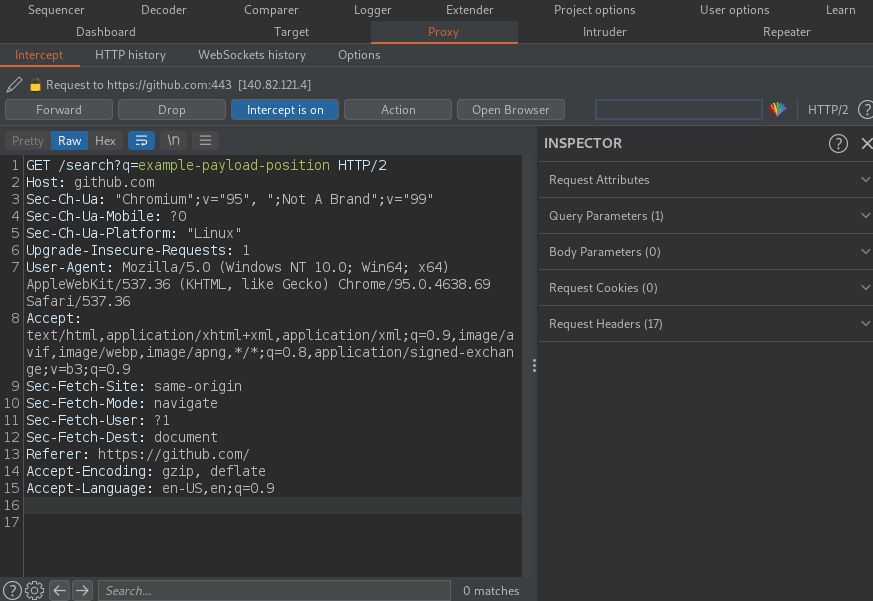 Sequencer Decoder Comparer Logger Extender Project options User options Learn
Dashboard Target Proxy Intruder Repeater
Intercept HTTP history WebSockets history Options
Request to https://github.com:443 [140.82.121.4]
Forward Drop Intercept is on Action Open Browser HTTP/2 ?
Pretty Raw Hex \n
INSPECTOR ?
1 GET /search?q=example-payload-position HTTP/2
2 Host: github.com
3 Sec-Ch-Ua: "Chromium";v="95", ";Not A Brand";v="99"
4 Sec-Ch-Ua-Mobile: ?0
5 Sec-Ch-Ua-Platform: "Linux"
6 Upgrade-Insecure-Requests: 1
7 User-Agent: Mozilla/5.0 (Windows NT 10.0; Win64; x64)
AppleWebKit/537.36 (KHTML, like Gecko) Chrome/95.0.4638.69
Safari/537.36
8 Accept:
text/html,application/xhtml+xml,application/xml;q=0.9,image/a
vif,image/webp,image/apng,*/*;q=0.8,application/signed-exchan
ge;v=b3;q=0.9
9 Sec-Fetch-Site: same-origin
10 Sec-Fetch-Mode: navigate
11 Sec-Fetch-User: ?1
12 Sec-Fetch-Dest: document
13 Referer: https://github.com/
14 Accept-Encoding: gzip, deflate
15 Accept-Language: en-US,en;q=0.9
16
17
Request Attributes
Query Parameters (1)
Body Parameters (0)
Request Cookies (0)
Request Headers (17)
? Search... 0 matches